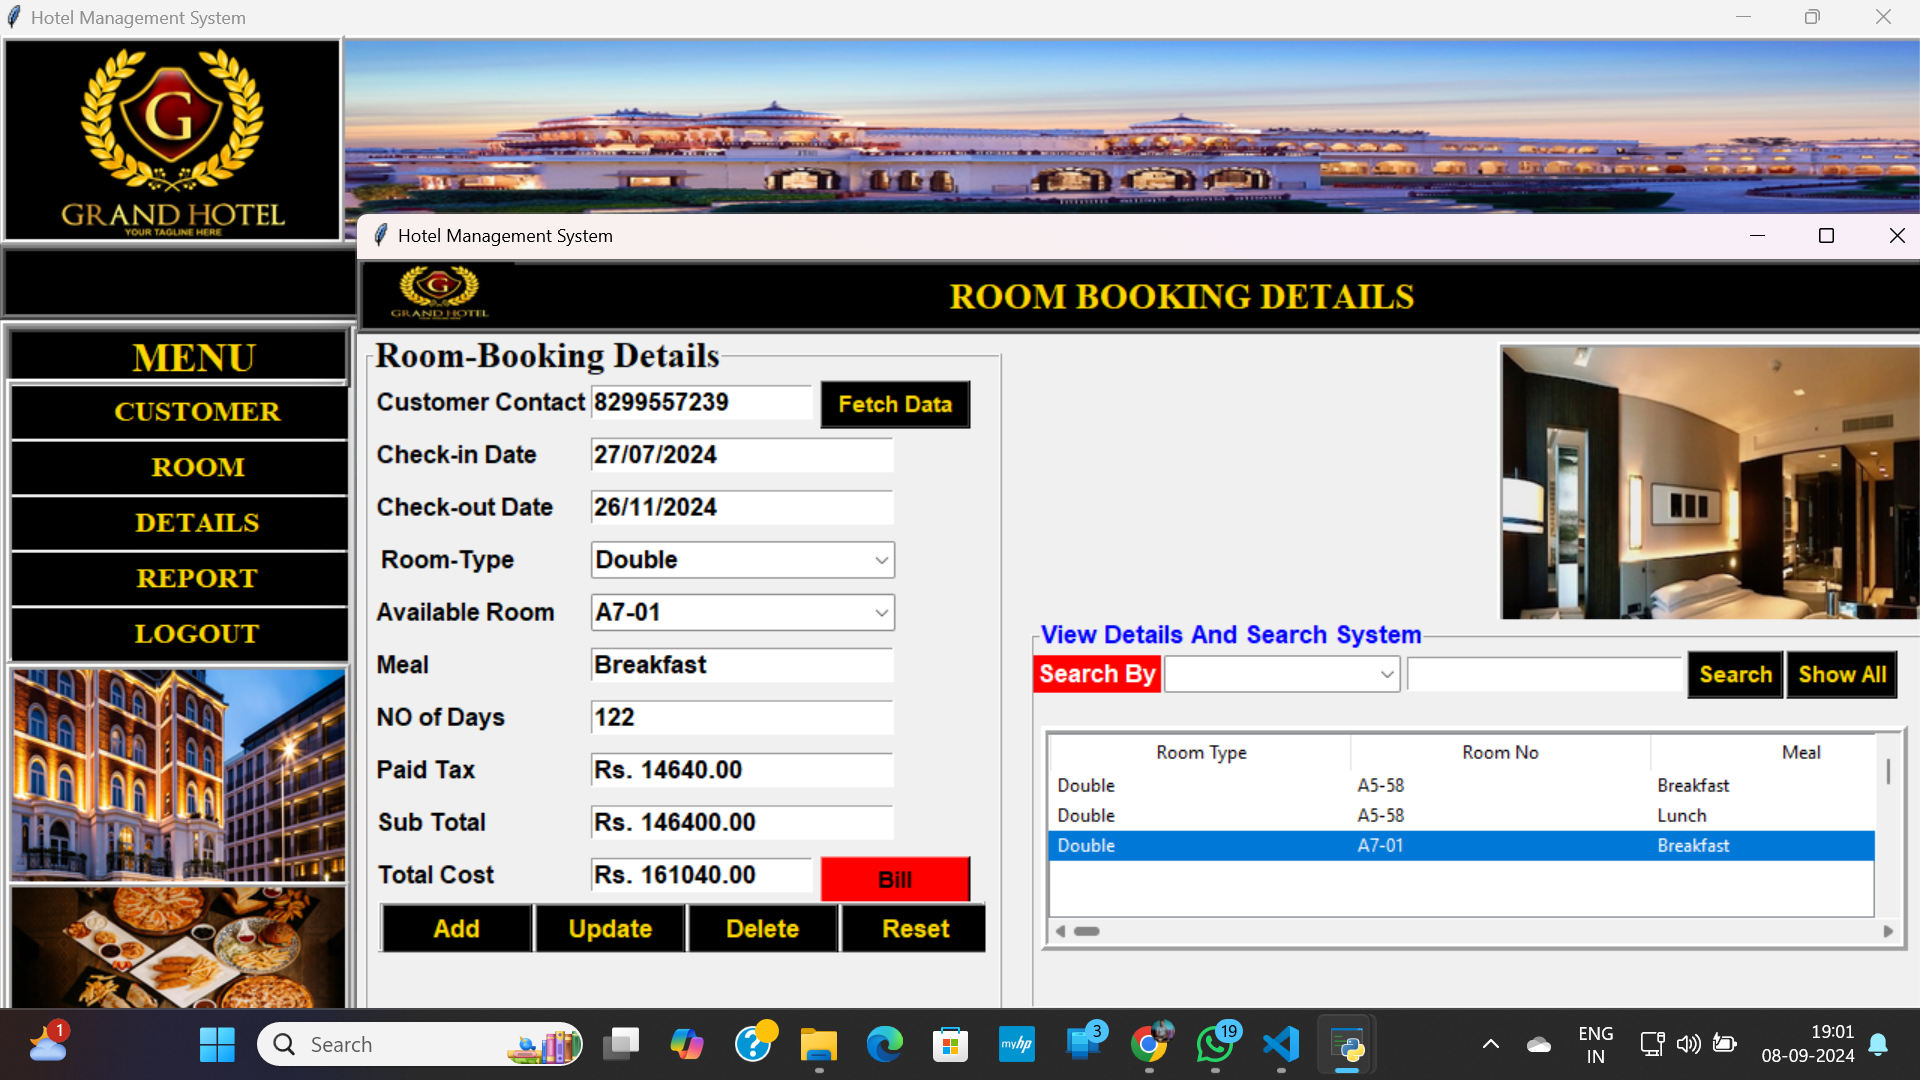 Hotel Management System
G
GRAND HOTEL
YOUR TAGLINE HERE
Hotel Management System
G
GRAND HOTEL
ROOM BOOKING DETAILS
MENU
CUSTOMER
ROOM
DETAILS
REPORT
LOGOUT
Room-Booking Details
Customer Contact 8299557239 Fetch Data
Check-in Date 27/07/2024
Check-out Date 26/11/2024
Room-Type Double
Available Room A7-01
Meal Breakfast
NO of Days 122
Paid Tax Rs. 14640.00
Sub Total Rs. 146400.00
Total Cost Rs. 161040.00 Bill
Add Update Delete Reset
View Details And Search System
Search By Search Show All
Room Type Room No Meal
Double A5-58 Breakfast
Double A5-58 Lunch
Double A7-01 Breakfast
1
Search
myhp
3
19
ENG
IN
19:01
08-09-2024